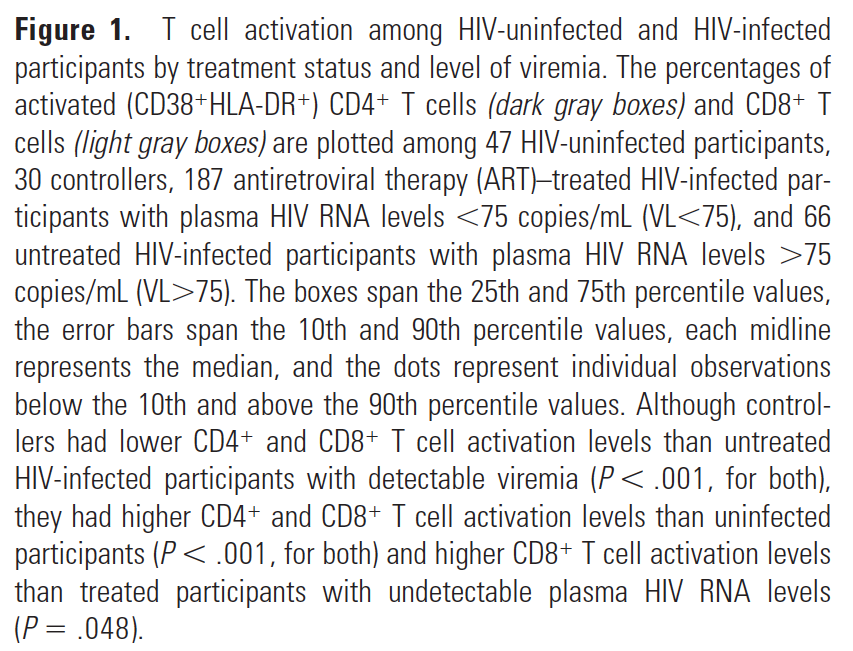 Figure 1. T cell activation among HIV-uninfected and HIV-infected
participants by treatment status and level of viremia. The percentages of
activated (CD38+HLA-DR+) CD4+ T cells (dark gray boxes) and CD8+ T
cells (light gray boxes) are plotted among 47 HIV-uninfected participants,
30 controllers, 187 antiretroviral therapy (ART)–treated HIV-infected par-
ticipants with plasma HIV RNA levels <75 copies/mL (VL<75), and 66
untreated HIV-infected participants with plasma HIV RNA levels >75
copies/mL (VL>75). The boxes span the 25th and 75th percentile values,
the error bars span the 10th and 90th percentile values, each midline
represents the median, and the dots represent individual observations
below the 10th and above the 90th percentile values. Although control-
lers had lower CD4+ and CD8+ T cell activation levels than untreated
HIV-infected participants with detectable viremia (P < .001, for both),
they had higher CD4+ and CD8+ T cell activation levels than uninfected
participants (P < .001, for both) and higher CD8+ T cell activation levels
than treated participants with undetectable plasma HIV RNA levels
(P = .048).